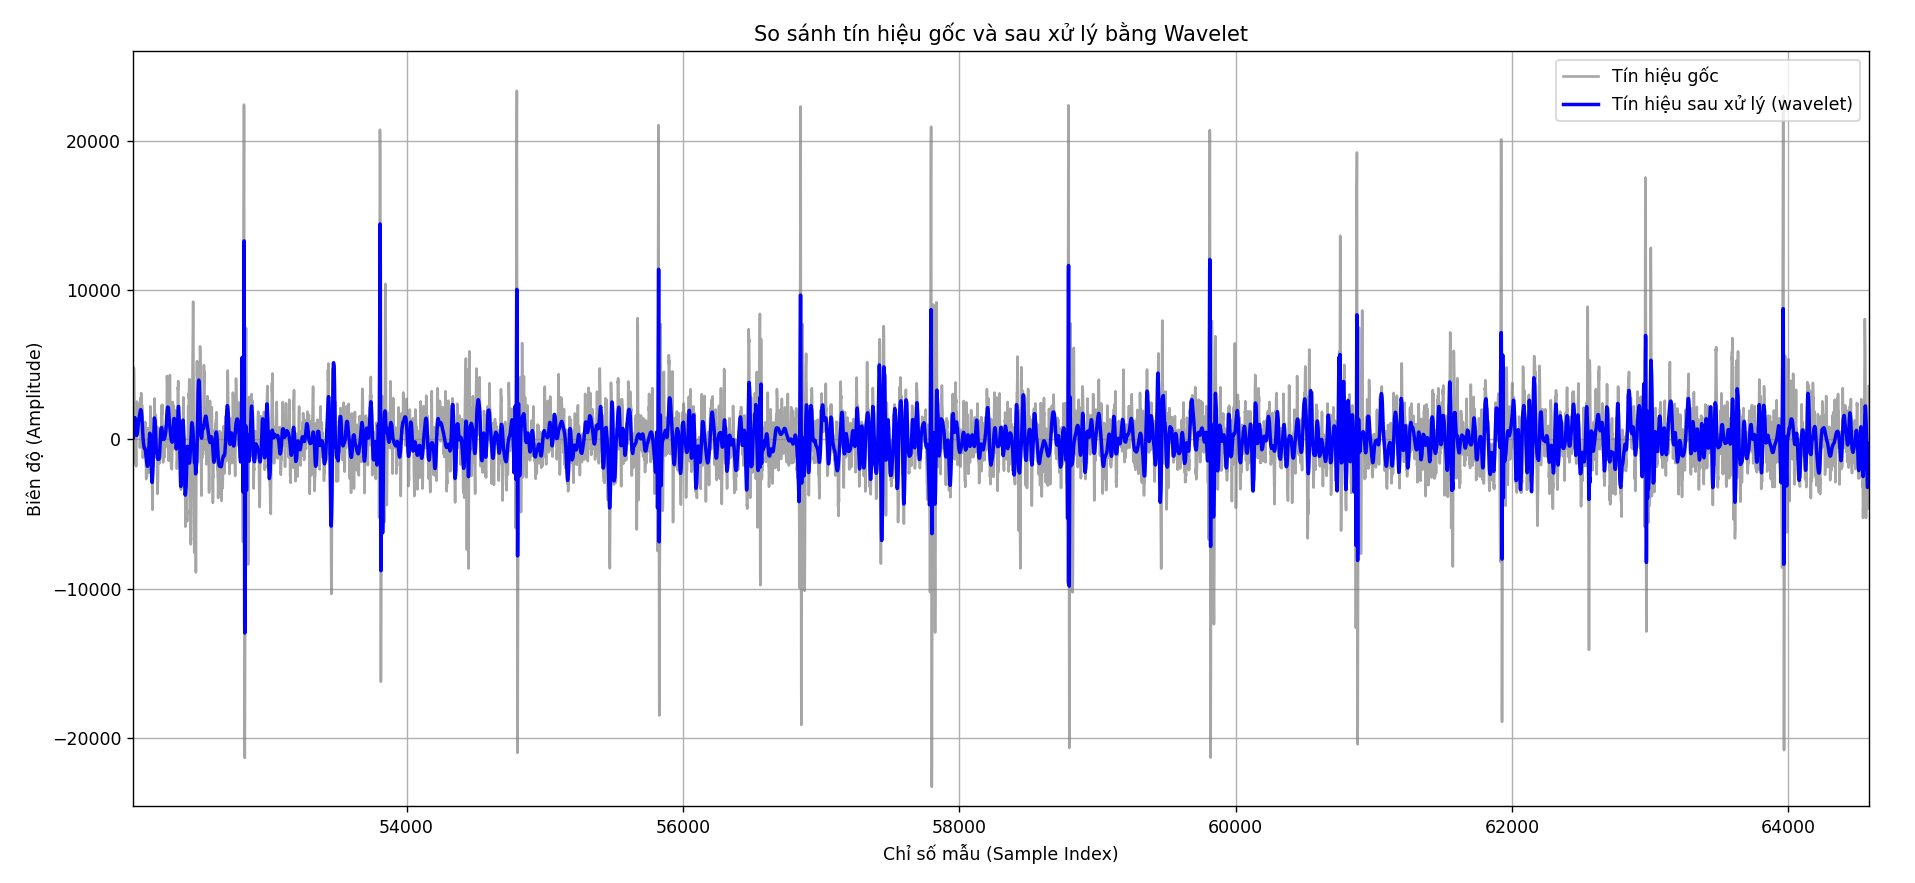 So sánh tín hiệu gốc và sau xử lý bằng Wavelet
Tín hiệu gốc
Tín hiệu sau xử lý (wavelet)
Biên độ (Amplitude)
20000
10000
0
−10000
−20000
54000
56000
58000
60000
62000
64000
Chỉ số mẫu (Sample Index)